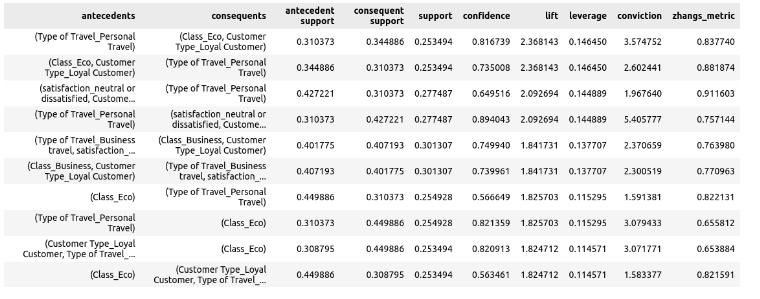 antecedents consequents antecedent support consequent support support confidence lift leverage conviction zhangs_metric
(Type of Travel_Personal Travel) (Class_Eco, Customer Type_Loyal Customer) 0.310373 0.344886 0.253494 0.816739 2.368143 0.146450 3.574752 0.837740
(Class_Eco, Customer Type_Loyal Customer) (Type of Travel_Personal Travel) 0.344886 0.310373 0.253494 0.735008 2.368143 0.146450 2.602441 0.881874
(satisfaction_neutral or dissatisfied, Custome... (Type of Travel_Personal Travel) 0.427221 0.310373 0.277487 0.649516 2.092694 0.144889 1.967640 0.911603
(Type of Travel_Personal Travel) (satisfaction_neutral or dissatisfied, Custome... 0.310373 0.427221 0.277487 0.894043 2.092694 0.144889 5.405777 0.757144
(Type of Travel_Business travel, satisfaction_... (Class_Business, Customer Type_Loyal Customer) 0.401775 0.407193 0.301307 0.749940 1.841731 0.137707 2.370659 0.763980
(Class_Business, Customer Type_Loyal Customer) (Type of Travel_Business travel, satisfaction_... 0.407193 0.401775 0.301307 0.739961 1.841731 0.137707 2.300519 0.770963
(Class_Eco) (Type of Travel_Personal Travel) 0.449886 0.310373 0.254928 0.566649 1.825703 0.115295 1.591381 0.822131
(Type of Travel_Personal Travel) (Class_Eco) 0.310373 0.449886 0.254928 0.821359 1.825703 0.115295 3.079433 0.655812
(Customer Type_Loyal Customer, Type of Travel_... (Class_Eco) 0.308795 0.449886 0.253494 0.820913 1.824712 0.114571 3.071771 0.653884
(Class_Eco) (Customer Type_Loyal Customer, Type of Travel_... 0.449886 0.308795 0.253494 0.563461 1.824712 0.114571 1.583377 0.821591